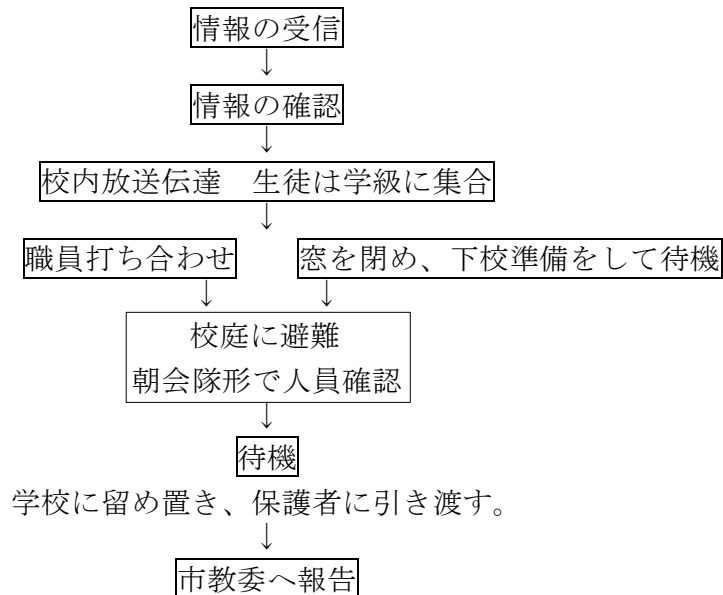 情報の受信
↓
情報の確認
↓
校内放送伝達　生徒は学級に集合
↓
職員打ち合わせ　窓を閉め、下校準備をして待機
↓　↓
校庭に避難
朝会隊形で人員確認
↓
待機
学校に留め置き、保護者に引き渡す。
↓
市教委へ報告